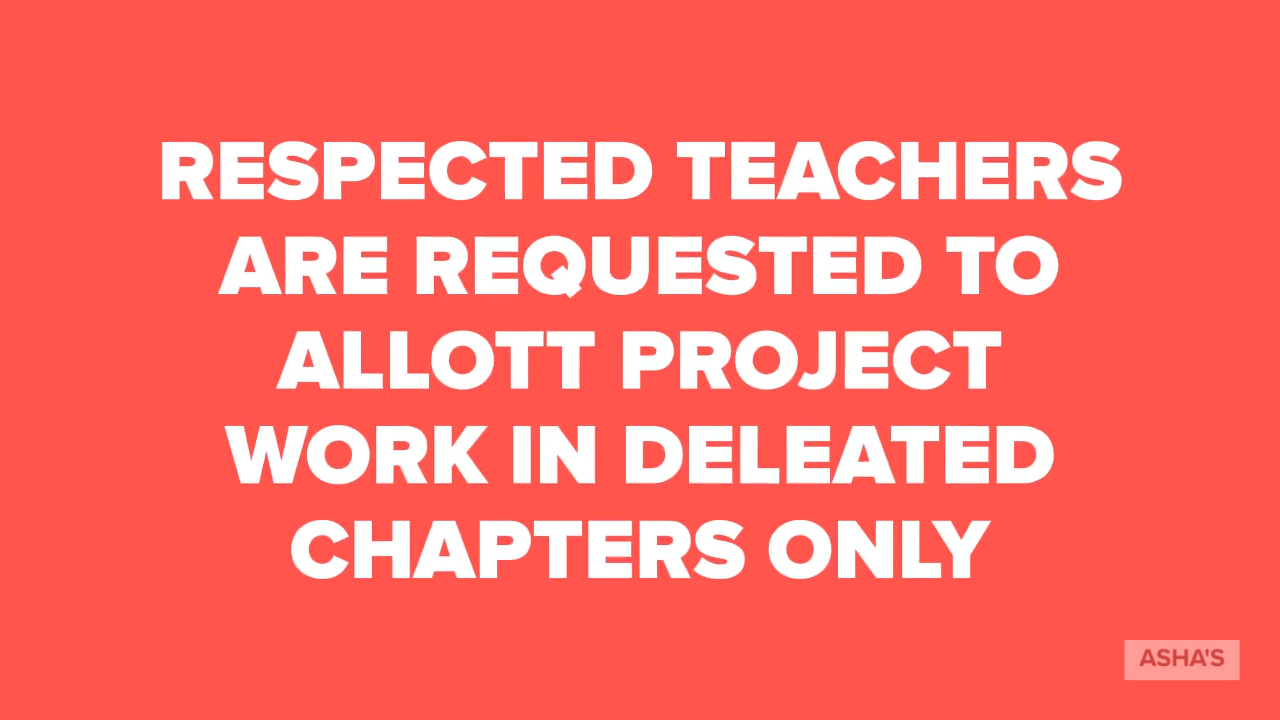 RESPECTED TEACHERS
ARE REQUESTED TO
ALLOTT PROJECT
WORK IN DELEATED
CHAPTERS ONLY
ASHA'S